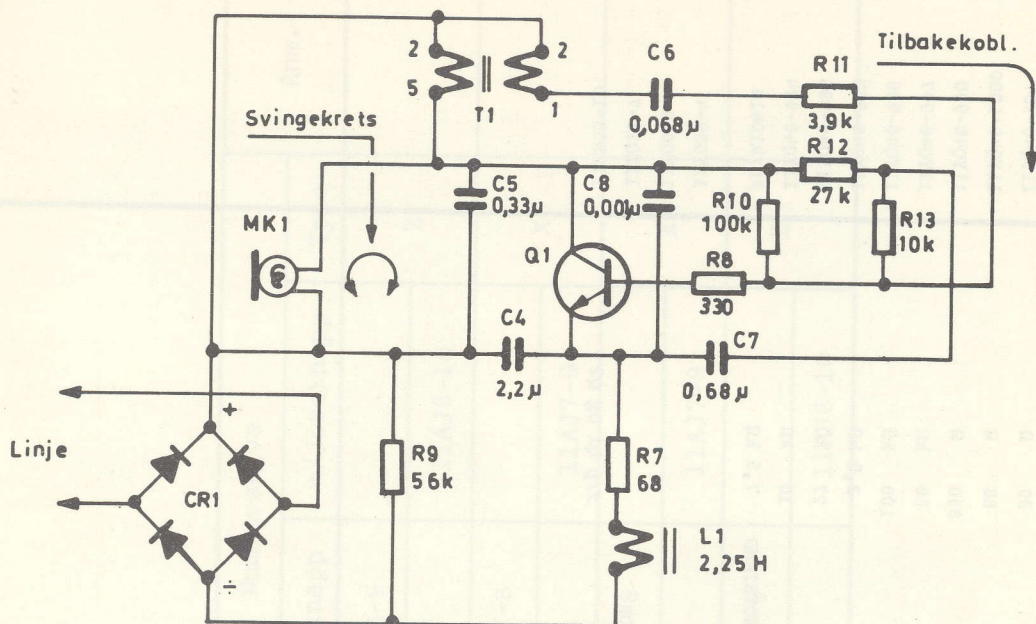 2
5
T1
2
1
C6
0,068µ
Tilbakekobl.
R11
3,9k
R12
27k
Svingekrets
C5
0,33µ
C8
0,001µ
R10
100k
R13
10k
MK1
Q1
R8
330
C4
2,2µ
C7
0,68µ
+
Linje
CR1
÷
R9
56k
R7
68
L1
2,25 H